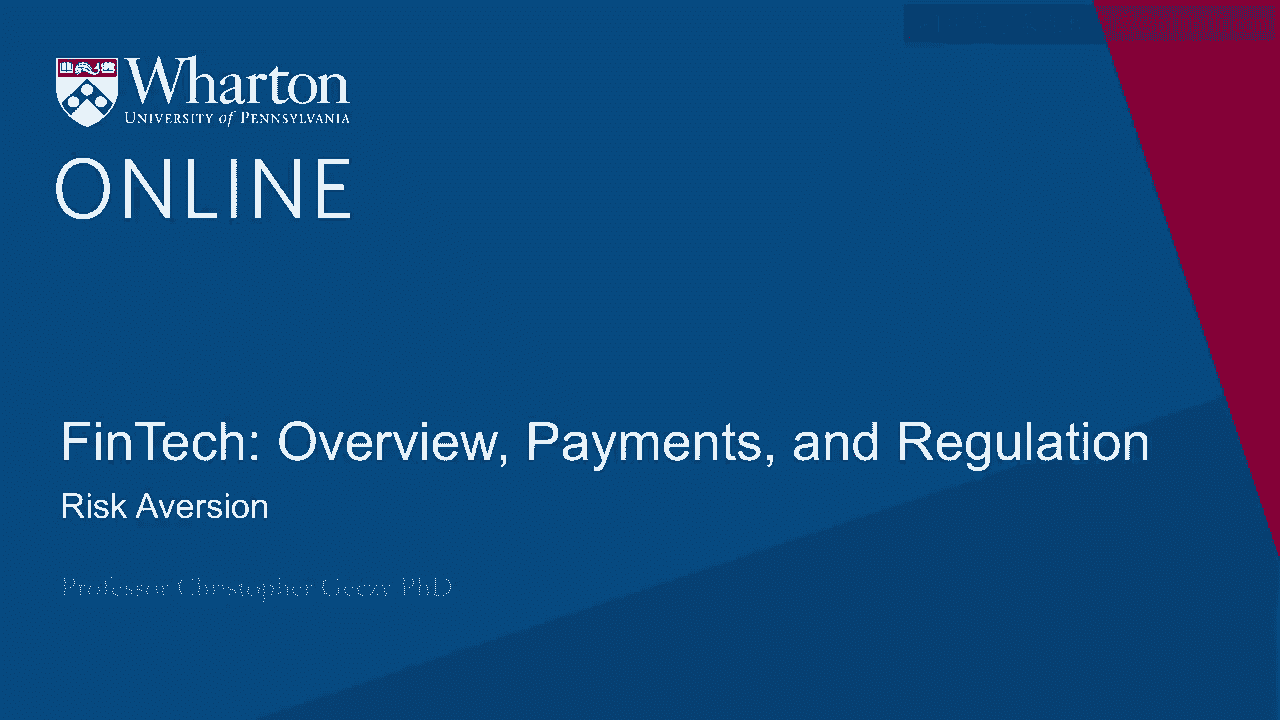 Wharton
UNIVERSITY of PENNSYLVANIA
ONLINE
FinTech: Overview, Payments, and Regulation
Risk Aversion
Professor Christopher Geczy PhD